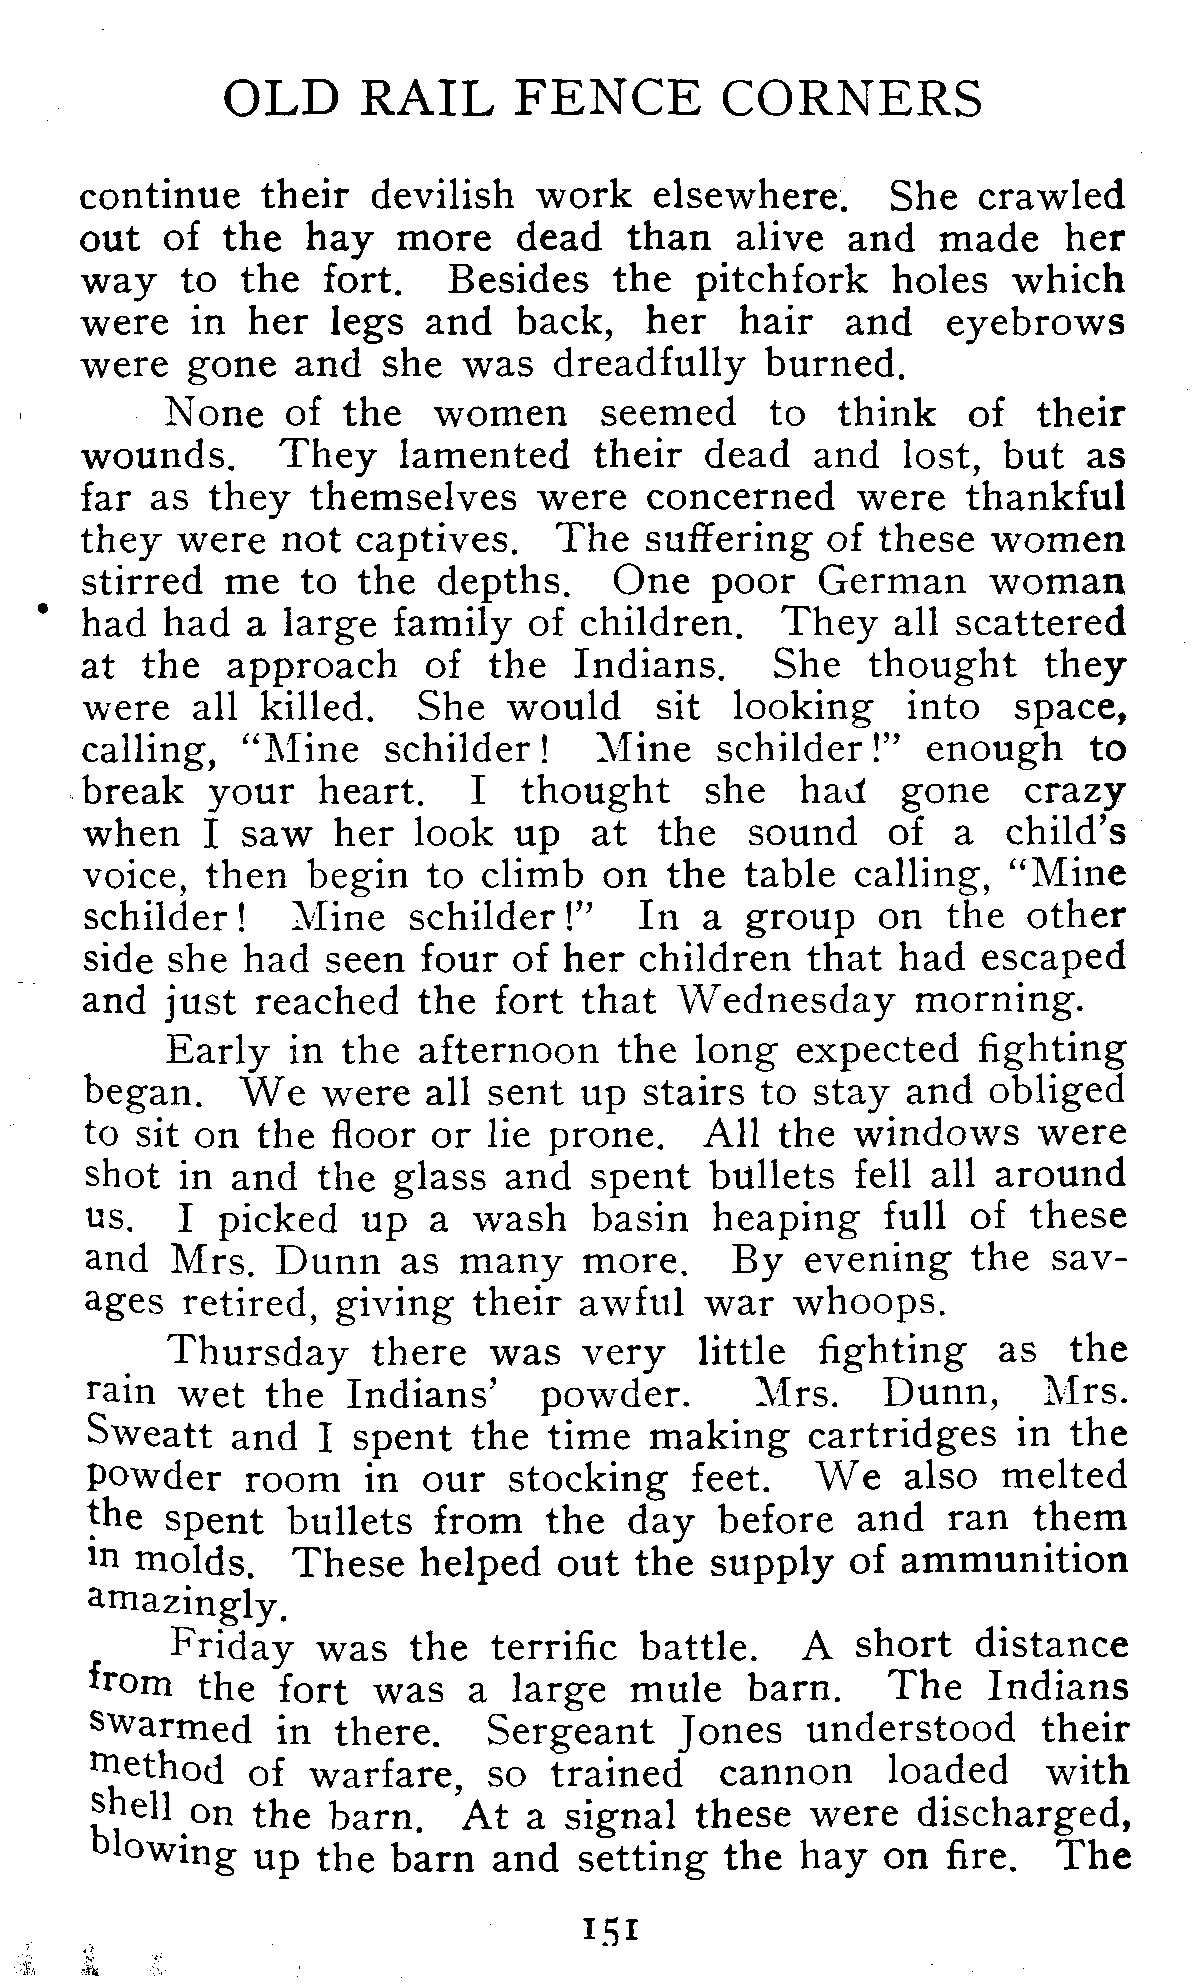 OLD RAIL FENCE CORNERS
continue their devilish work elsewhere. She crawled
out of the hay more dead than alive and made her
way to the fort. Besides the pitchfork holes which
were in her legs and back, her hair and eyebrows
were gone and she was dreadfully burned.
None of the women seemed to think of their
wounds. They lamented their dead and lost, but as
far as they themselves were concerned were thankful
they were not captives. The suffering of these women
stirred me to the depths. One poor German woman
had had a large family of children. They all scattered
at the approach of the Indians. She thought they
were all killed. She would sit looking into space,
calling, "Mine schilder! Mine schilder!" enough to
break your heart. I thought she had gone crazy
when I saw her look up at the sound of a child's
voice, then begin to climb on the table calling, "Mine
schilder! Mine schilder!" In a group on the other
side she had seen four of her children that had escaped
and just reached the fort that Wednesday morning.
Early in the afternoon the long expected fighting
began. We were all sent up stairs to stay and obliged
to sit on the floor or lie prone. All the windows were
shot in and the glass and spent bullets fell all around
us. I picked up a wash basin heaping full of these
and Mrs. Dunn as many more. By evening the sav-
ages retired, giving their awful war whoops.
Thursday there was very little fighting as the
rain wet the Indians' powder. Mrs. Dunn, Mrs.
Sweatt and I spent the time making cartridges in the
powder room in our stocking feet. We also melted
the spent bullets from the day before and ran them
in molds. These helped out the supply of ammunition
amazingly.
Friday was the terrific battle. A short distance
from the fort was a large mule barn. The Indians
swarmed in there. Sergeant Jones understood their
method of warfare, so trained cannon loaded with
shell on the barn. At a signal these were discharged,
blowing up the barn and setting the hay on fire. The
151